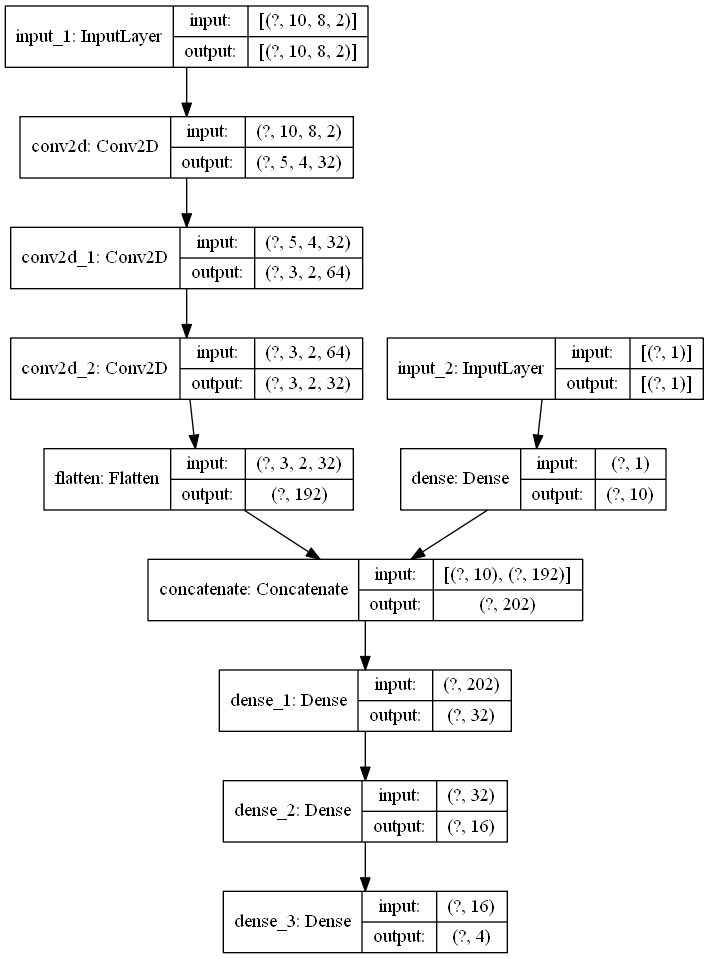 input_1: InputLayer
input: [(?, 10, 8, 2)]
output: [(?, 10, 8, 2)]
conv2d: Conv2D
input: (?, 10, 8, 2)
output: (?, 5, 4, 32)
conv2d_1: Conv2D
input: (?, 5, 4, 32)
output: (?, 3, 2, 64)
conv2d_2: Conv2D
input: (?, 3, 2, 64)
output: (?, 3, 2, 32)
input_2: InputLayer
input: [(?, 1)]
output: [(?, 1)]
flatten: Flatten
input: (?, 3, 2, 32)
output: (?, 192)
dense: Dense
input: (?, 1)
output: (?, 10)
concatenate: Concatenate
input: [(?, 10), (?, 192)]
output: (?, 202)
dense_1: Dense
input: (?, 202)
output: (?, 32)
dense_2: Dense
input: (?, 32)
output: (?, 16)
dense_3: Dense
input: (?, 16)
output: (?, 4)